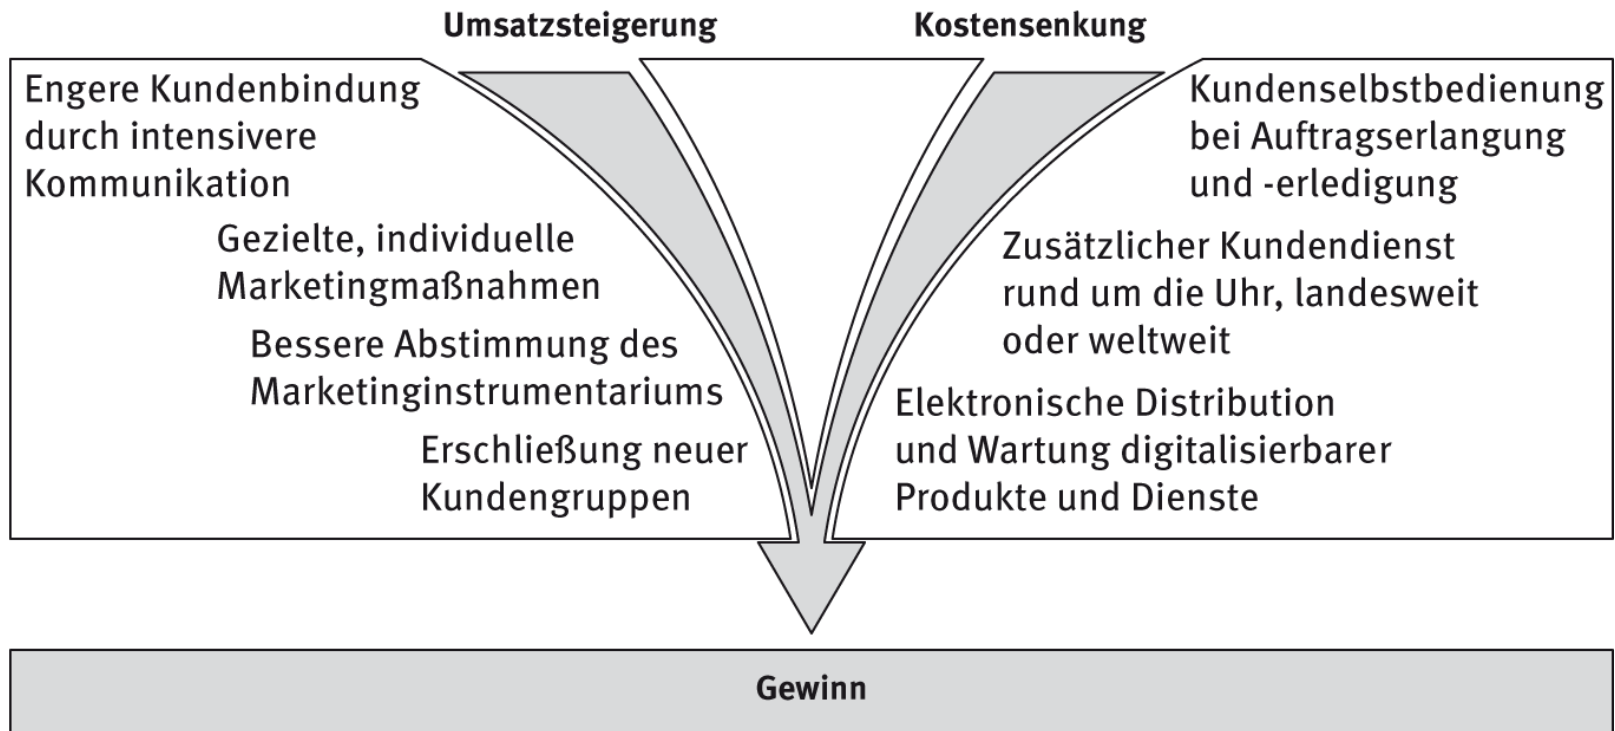 Umsatzsteigerung
Kostensenkung
Engere Kundenbindung
durch intensivere
Kommunikation
Gezielte, individuelle
Marketingmaßnahmen
Bessere Abstimmung des
Marketinginstrumentariums
Erschließung neuer
Kundengruppen
Kundenselbstbedienung
bei Auftragserlangung
und -erledigung
Zusätzlicher Kundendienst
rund um die Uhr, landesweit
oder weltweit
Elektronische Distribution
und Wartung digitalisierbarer
Produkte und Dienste
Gewinn